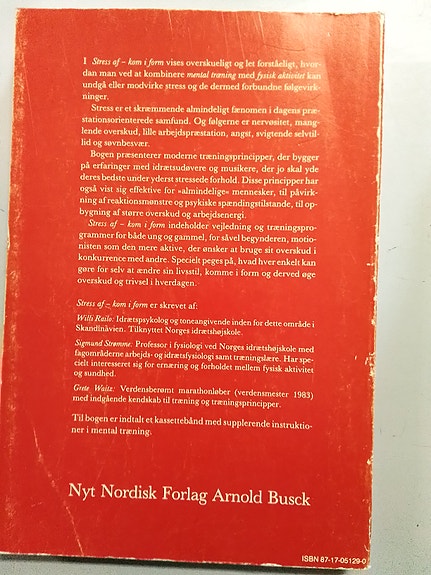 I Stress af – kom i form vises overskueligt og let forståeligt, hvor-
dan man ved at kombinere mental træning med fysisk aktivitet kan
undgå eller modvirke stress og de dermed forbundne følgevirk-
ninger.
Stress er et skræmmende almindeligt fænomen i dagens præ-
stationsorienterede samfund. Og følgerne er nervøsitet, mang-
lende overskud, lille arbejdspræstation, angst, svigtende selvtil-
lid og søvnbesvær.
Bogen præsenterer moderne træningsprincipper, der bygger
på erfaringer med idrætsudøvere og musikere, der jo skal yde
deres bedste under yderst stressede forhold. Disse principper har
også vist sig effektive for »almindelige« mennesker, til påvirk-
ning af reaktionsmønstre og psykiske spændingtilstande, til op-
bygning af større overskud og arbejdsenergi.
Stress af – kom i form indeholder vejledning og træningspro-
grammer for både ung og gammel, for såvel begynderen, motio-
nisten som den mere aktive, der ønsker at bruge sit overskud i
konkurrence med andre. Specielt peges på, hvad hver enkelt kan
gøre for selv at ændre sin livsstil, komme i form og derved øge
overskud og trivsel i hverdagen.
Stress af – kom i form er skrevet af:
Willi Railo: Idrætspsykolog og toneangivende inden for dette område i
Skandinavien. Tilknyttet Norges idrætshøjskole.
Sigmund Strømme: Professor i fysiologi ved Norges idrætshøjskole med
fagområderne arbejds- og idrætsfysiologi samt træningslære. Har spe-
cielt interesseret sig for ernæring og forholdet mellem fysisk aktivitet
og sundhed.
Grete Waitz: Verdensberømt marathonløber (verdensmester 1983)
med indgående kendskab til træning og træningsprincipper.
Til bogen er indtalt et kassettebånd med supplerende instruktio-
ner i mental træning.
Nyt Nordisk Forlag Arnold Busck
ISBN 87-17-05129-0